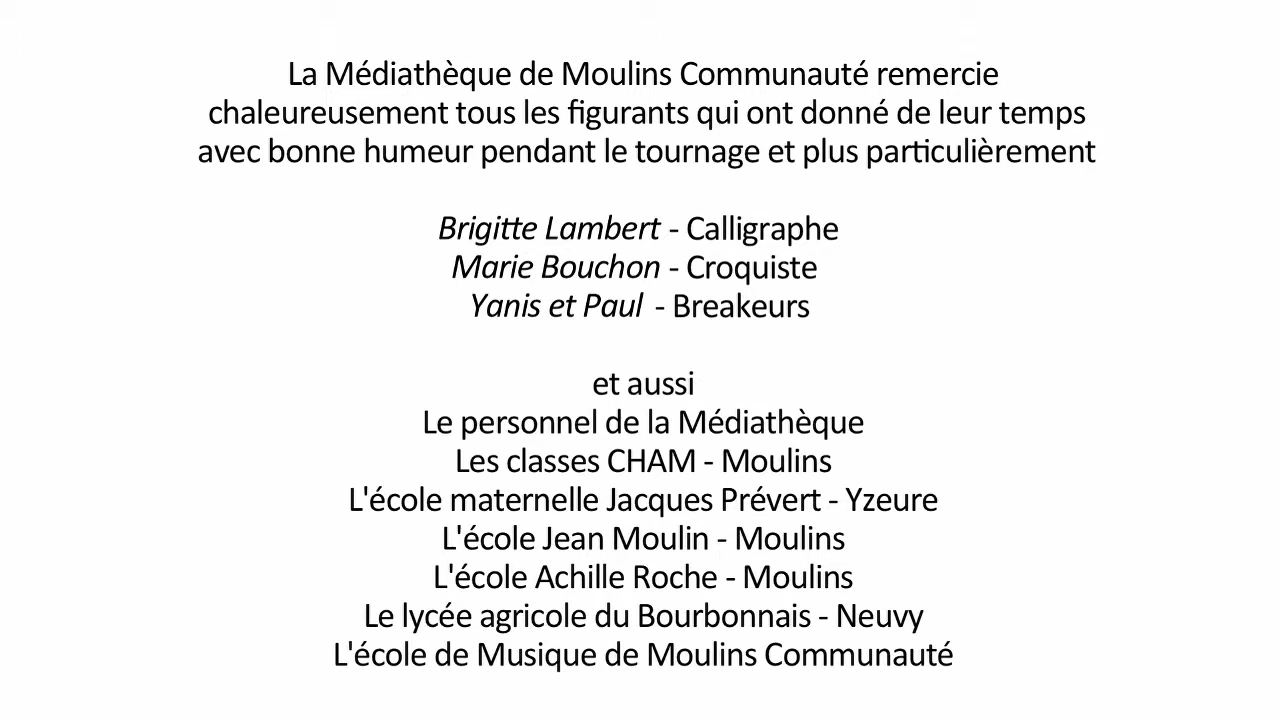 La Médiathèque de Moulins Communauté remercie
chaleureusement tous les figurants qui ont donné de leur temps
avec bonne humeur pendant le tournage et plus particulièrement
Brigitte Lambert - Calligraphe
Marie Bouchon - Croquiste
Yanis et Paul - Breakeurs
et aussi
Le personnel de la Médiathèque
Les classes CHAM - Moulins
L'école maternelle Jacques Prévert - Yzeure
L'école Jean Moulin - Moulins
L'école Achille Roche - Moulins
Le lycée agricole du Bourbonnais - Neuvy
L'école de Musique de Moulins Communauté